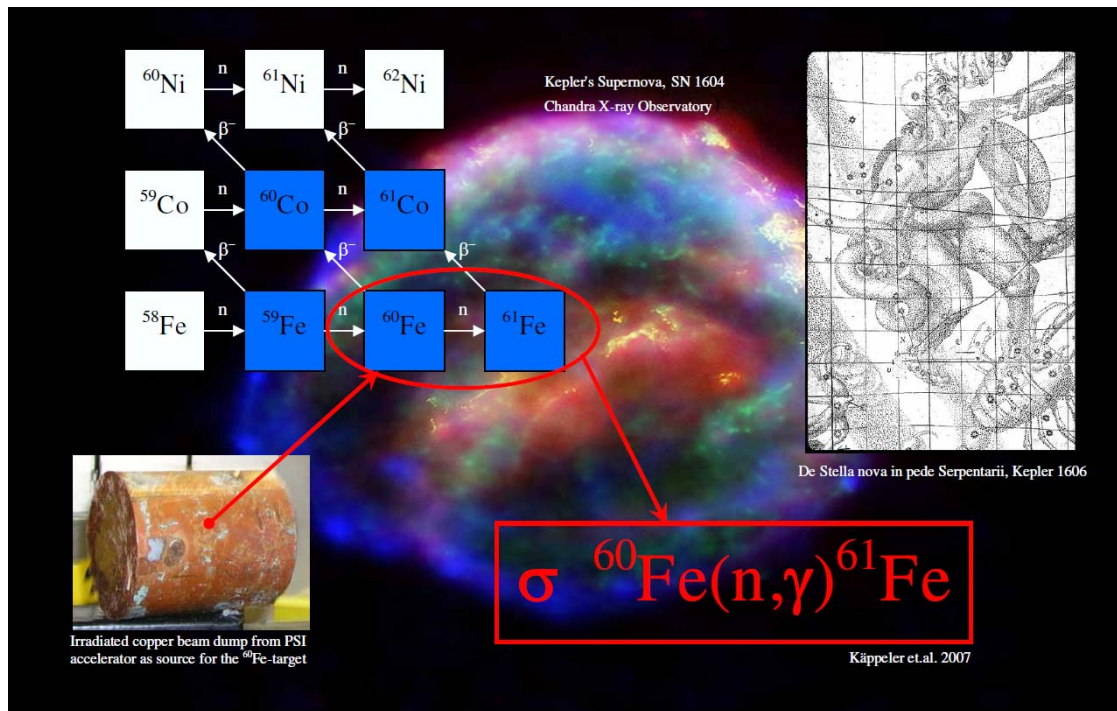 ⁶⁰Ni n ⁶¹Ni n ⁶²Ni
β⁻ β⁻
⁵⁹Co n ⁶⁰Co n ⁶¹Co
β⁻ β⁻ β⁻
⁵⁸Fe n ⁵⁹Fe n ⁶⁰Fe n ⁶¹Fe
Kepler's Supernova, SN 1604
Chandra X-ray Observatory
De Stella nova in pede Serpentarii, Kepler 1606
σ ⁶⁰Fe(n,γ)⁶¹Fe
Käppeler et.al. 2007
Irradiated copper beam dump from PSI
accelerator as source for the ⁶⁰Fe-target